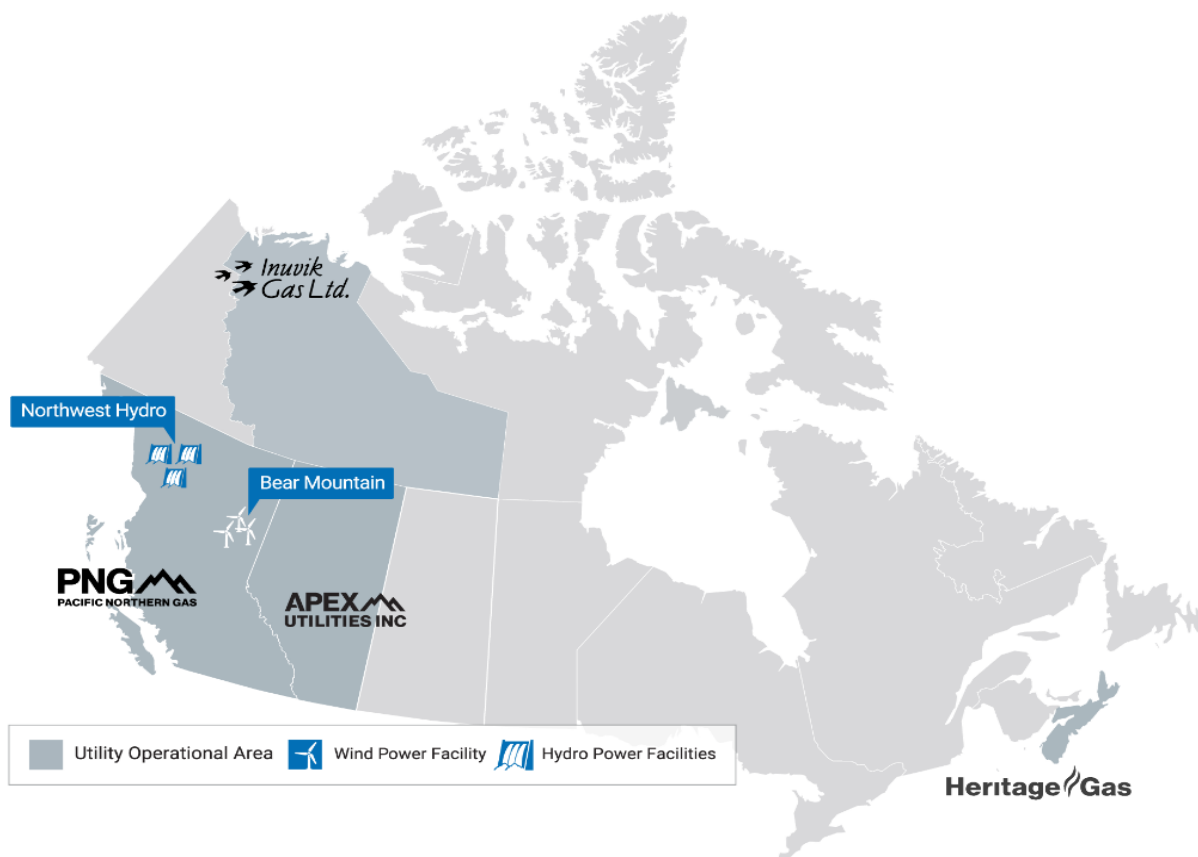 Inuvik
Gas Ltd.
Northwest Hydro
Bear Mountain
PNG
PACIFIC NORTHERN GAS
APEX
UTILITIES INC
Utility Operational Area
Wind Power Facility
Hydro Power Facilities
Heritage Gas